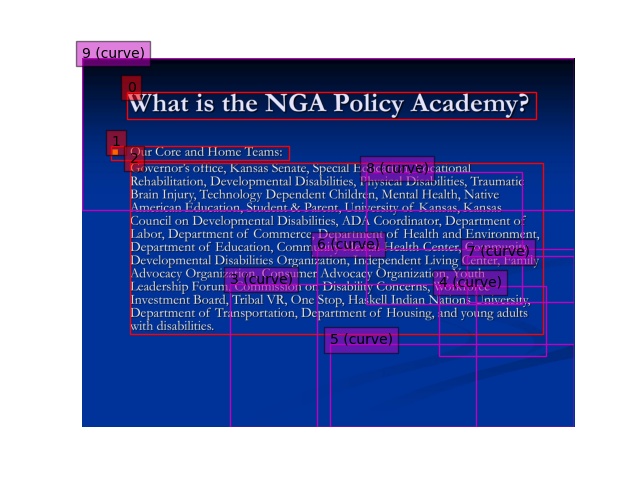 9 (curve)
0
What is the NGA Policy Academy?
1
Our Core and Home Teams:
2
8 (curve)
Governor's office, Kansas Senate, Special Education, Vocational
Rehabilitation, Developmental Disabilities, Physical Disabilities, Traumatic
Brain Injury, Technology Dependent Children, Mental Health, Native
American Education, Student & Parent, University of Kansas, Kansas
Council on Developmental Disabilities, ADA Coordinator, Department of
Labor, Department of Commerce, Department of Health and Environment,
6 (curve)
7 (curve)
Department of Education, Community Mental Health Center, Community
Developmental Disabilities Organization, Independent Living Center, Family
Advocacy Organization, Consumer Advocacy Organization, Youth
3 (curve)
4 (curve)
Leadership Forum, Commission on Disability Concerns, Workforce
Investment Board, Tribal VR, One Stop, Haskell Indian Nations University,
Department of Transportation, Department of Housing, and young adults
with disabilities.
5 (curve)